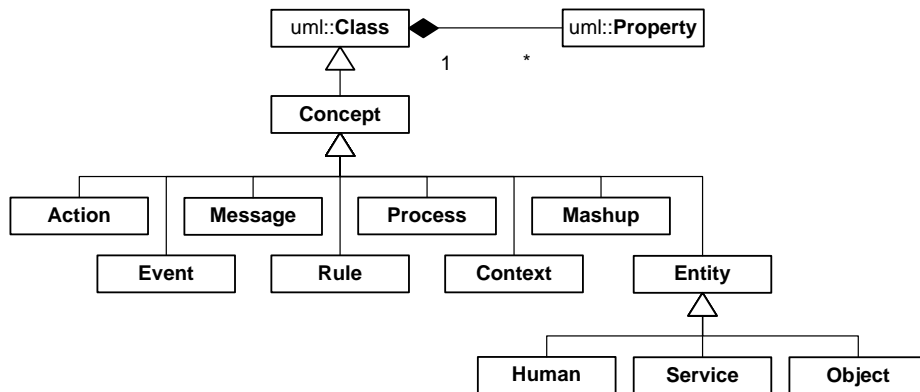 uml::Class
uml::Property
1
*
Concept
Action
Message
Process
Mashup
Event
Rule
Context
Entity
Human
Service
Object